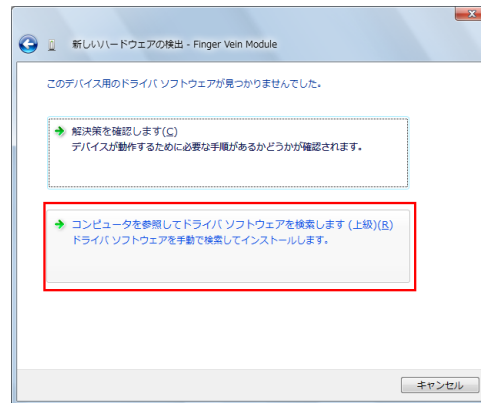 新しいハードウェアの検出 - Finger Vein Module
このデバイス用のドライバ ソフトウェアが見つかりませんでした。
解決策を確認します(C)
デバイスが動作するために必要な手順があるかどうかが確認されます。
コンピュータを参照してドライバ ソフトウェアを検索します (上級)(R)
ドライバ ソフトウェアを手動で検索してインストールします。
キャンセル